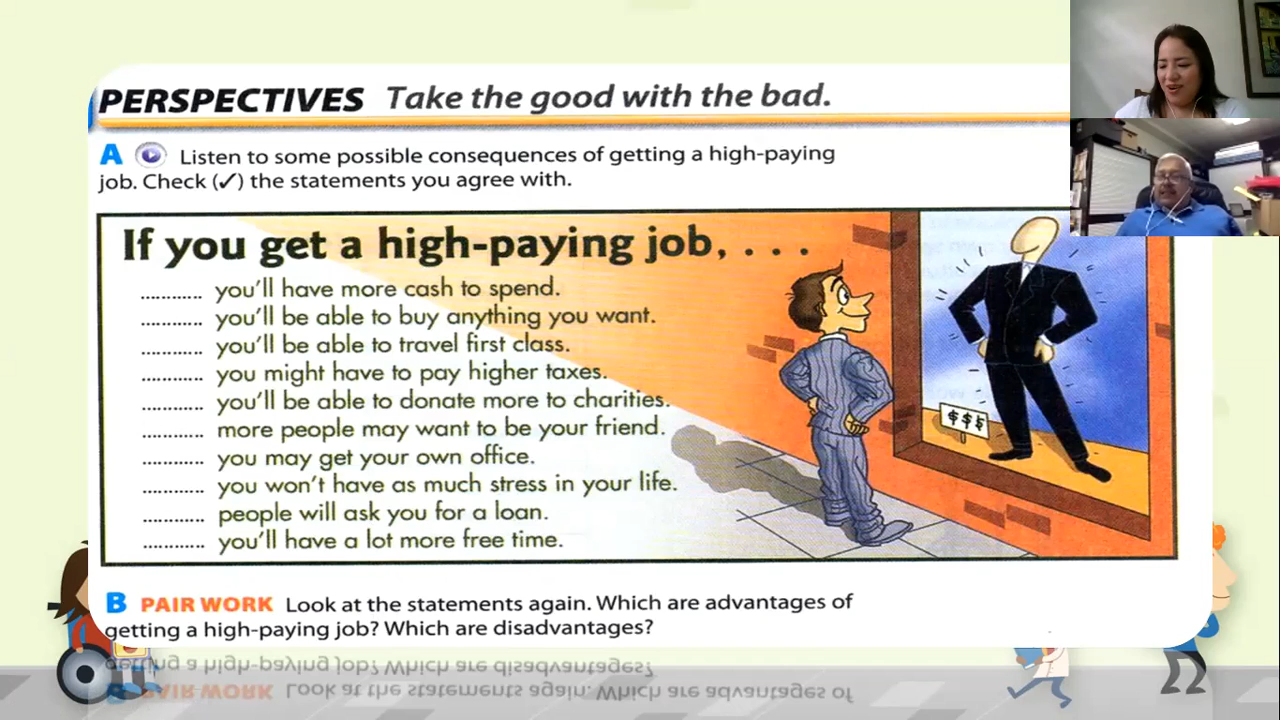 PERSPECTIVES Take the good with the bad.
A Listen to some possible consequences of getting a high-paying
job. Check (✓) the statements you agree with.
If you get a high-paying job, . . .
........... you'll have more cash to spend.
........... you'll be able to buy anything you want.
........... you'll be able to travel first class.
........... you might have to pay higher taxes.
........... you'll be able to donate more to charities.
........... more people may want to be your friend.
........... you may get your own office.
........... you won't have as much stress in your life.
........... people will ask you for a loan.
........... you'll have a lot more free time.
$$$
B PAIR WORK Look at the statements again. Which are advantages of
getting a high-paying job? Which are disadvantages?